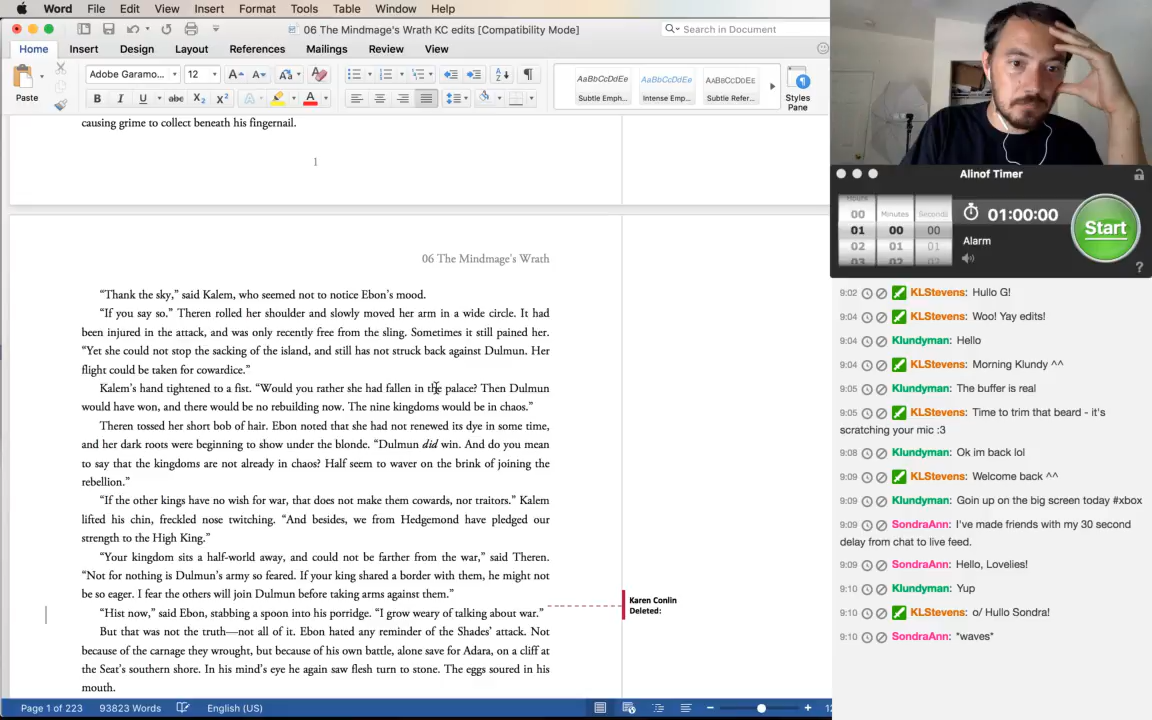 Word File Edit View Insert Format Tools Table Window Help
06 The Mindmage's Wrath KC edits [Compatibility Mode]
Search in Document
Home Insert Design Layout References Mailings Review View
Paste
Adobe Garamo... 12
AaBbCcDdEe AaBbCcDdEe AaBbCcDdEe
Subtle Emph... Intense Emp... Subtle Refer...
Styles Pane
causing grime to collect beneath his fingernail.
1
06 The Mindmage's Wrath
“Thank the sky,” said Kalem, who seemed not to notice Ebon’s mood.
“If you say so.” Theren rolled her shoulder and slowly moved her arm in a wide circle. It had
been injured in the attack, and was only recently free from the sling. Sometimes it still pained her.
“Yet she could not stop the sacking of the island, and still has not struck back against Dulmun. Her
flight could be taken for cowardice.”
Kalem’s hand tightened to a fist. “Would you rather she had fallen in the palace? Then Dulmun
would have won, and there would be no rebuilding now. The nine kingdoms would be in chaos.”
Theren tossed her short bob of hair. Ebon noted that she had not renewed its dye in some time,
and her dark roots were beginning to show under the blonde. “Dulmun did win. And do you mean
to say that the kingdoms are not already in chaos? Half seem to waver on the brink of joining the
rebellion.”
“If the other kings have no wish for war, that does not make them cowards, nor traitors.” Kalem
lifted his chin, freckled nose twitching. “And besides, we from Hedgemond have pledged our
strength to the High King.”
“Your kingdom sits a half-world away, and could not be farther from the war,” said Theren.
“Not for nothing is Dulmun’s army so feared. If your king shared a border with them, he might not
be so eager. I fear the others will join Dulmun before taking arms against them.”
“Hist now,” said Ebon, stabbing a spoon into his porridge. “I grow weary of talking about war.”
But that was not the truth—not all of it. Ebon hated any reminder of the Shades’ attack. Not
because of the carnage they wrought, but because of his own battle, alone save for Adara, on a cliff at
the Seat’s southern shore. In his mind’s eye he again saw flesh turn to stone. The eggs soured in his
mouth.
Karen Conlin
Deleted:
Page 1 of 223 93823 Words English (US)
Alinof Timer
Hours Minutes Seconds
00
01 00 00
02 01 01
03 02 02
01:00:00
Alarm
Start
?
9:02 KLStevens: Hullo G!
9:04 KLStevens: Woo! Yay edits!
9:04 Klundyman: Hello
9:04 KLStevens: Morning Klundy ^^
9:05 Klundyman: The buffer is real
9:05 KLStevens: Time to trim that beard - it's
scratching your mic :3
9:08 Klundyman: Ok im back lol
9:09 KLStevens: Welcome back ^^
9:09 Klundyman: Goin up on the big screen today #xbox
9:09 SondraAnn: I've made friends with my 30 second
delay from chat to live feed.
9:09 SondraAnn: Hello, Lovelies!
9:10 Klundyman: Yup
9:10 KLStevens: o/ Hullo Sondra!
9:10 SondraAnn: *waves*